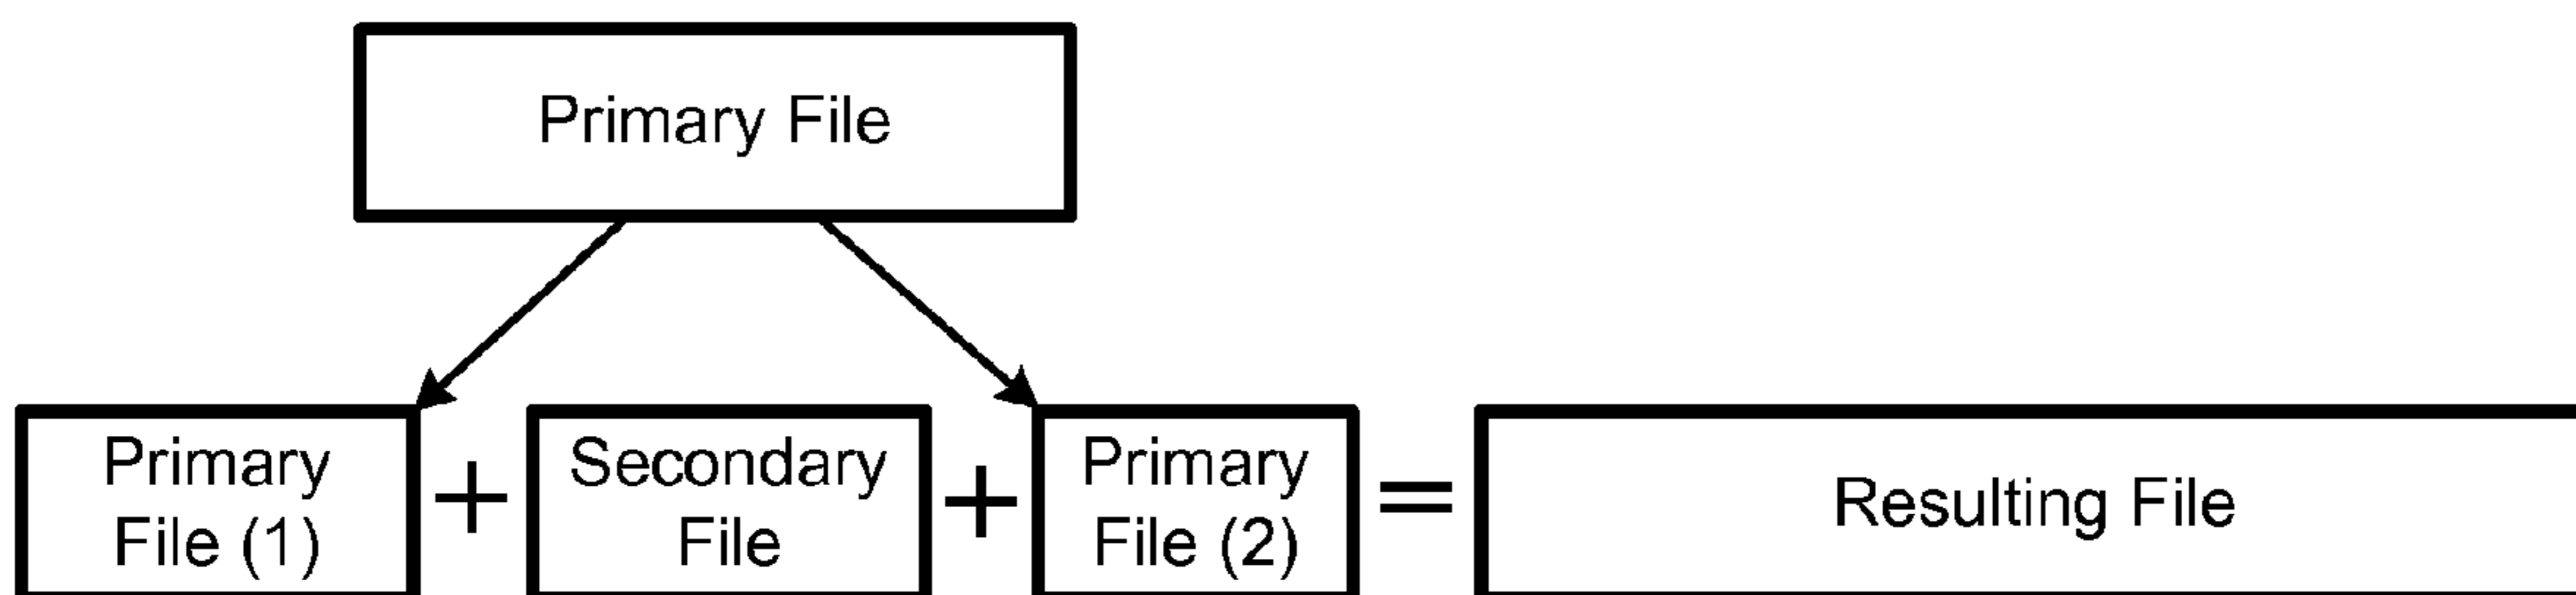 Primary File
Primary
File (1)
+
Secondary
File
+
Primary
File (2)
=
Resulting File